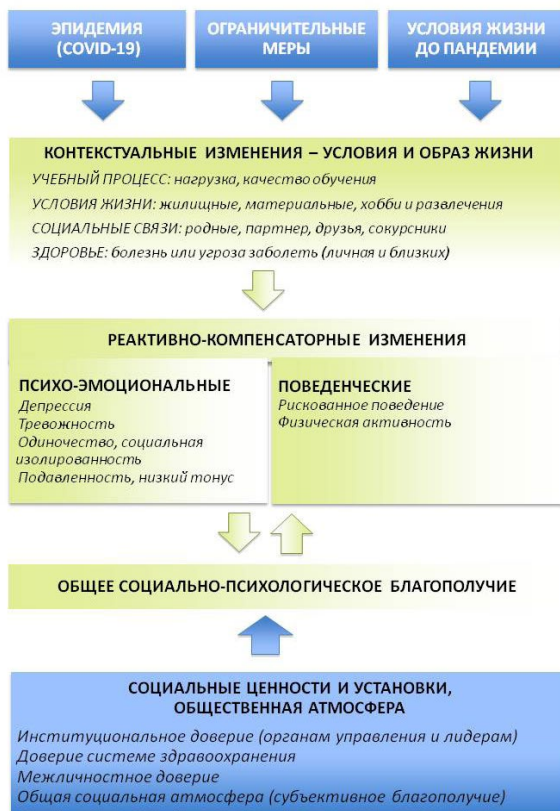 ЭПИДЕМИЯ
(COVID-19)
ОГРАНИЧИТЕЛЬНЫЕ
МЕРЫ
УСЛОВИЯ ЖИЗНИ
ДО ПАНДЕМИИ
КОНТЕКСТУАЛЬНЫЕ ИЗМЕНЕНИЯ – УСЛОВИЯ И ОБРАЗ ЖИЗНИ
УЧЕБНЫЙ ПРОЦЕСС: нагрузка, качество обучения
УСЛОВИЯ ЖИЗНИ: жилищные, материальные, хобби и развлечения
СОЦИАЛЬНЫЕ СВЯЗИ: родные, партнер, друзья, сокурсники
ЗДОРОВЬЕ: болезнь или угроза заболеть (личная и близких)
РЕАКТИВНО-КОМПЕНСАТОРНЫЕ ИЗМЕНЕНИЯ
ПСИХО-ЭМОЦИОНАЛЬНЫЕ
Депрессия
Тревожность
Одиночество, социальная
изолированность
Подавленность, низкий тонус
ПОВЕДЕНЧЕСКИЕ
Рискованное поведение
Физическая активность
ОБЩЕЕ СОЦИАЛЬНО-ПСИХОЛОГИЧЕСКОЕ БЛАГОПОЛУЧИЕ
СОЦИАЛЬНЫЕ ЦЕННОСТИ И УСТАНОВКИ,
ОБЩЕСТВЕННАЯ АТМОСФЕРА
Институциональное доверие (органам управления и лидерам)
Доверие системе здравоохранения
Межличностное доверие
Общая социальная атмосфера (субъективное благополучие)